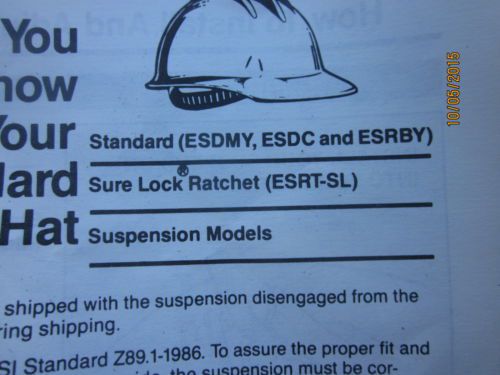 You
now
Your
Standard (ESDMY, ESDC and ESRBY)
ard
Sure Lock® Ratchet (ESRT-SL)
Hat
Suspension Models
shipped with the suspension disengaged from the
ring shipping.
SI Standard Z89.1-1986. To assure the proper fit and
the suspension must be cor-
10/06/2015